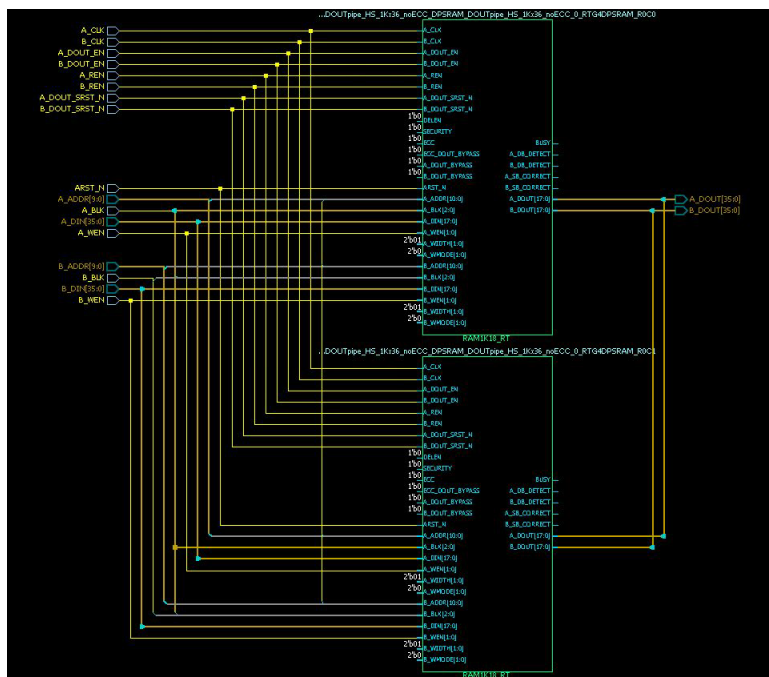 ...DOUTpipe_HS_1Kx36_noECC_DPSRAM_DOUTpipe_HS_1Kx36_noECC_0_RTG4DPSRAM_R0C0
A_CLK
B_CLK
A_DOUT_EN
B_DOUT_EN
A_REN
B_REN
A_DOUT_SRST_N
B_DOUT_SRST_N
ARST_N
A_ADDR[9:0]
A_BLK
A_DIN[35:0]
A_WEN
B_ADDR[9:0]
B_BLK
B_DIN[35:0]
B_WEN
A_CLK
B_CLK
A_DOUT_EN
B_DOUT_EN
A_REN
B_REN
A_DOUT_SRST_N
B_DOUT_SRST_N
1'b0
DELEN
1'b0
SECURITY
1'b0
ECC
1'b0
ECC_DOUT_BYPASS
1'b0
A_DOUT_BYPASS
1'b0
B_DOUT_BYPASS
ARST_N
A_ADDR[10:0]
A_BLK[2:0]
A_DIN[17:0]
A_WEN[1:0]
2'b01
A_WIDTH[1:0]
2'b0
A_WMODE[1:0]
B_ADDR[10:0]
B_BLK[2:0]
B_DIN[17:0]
B_WEN[1:0]
2'b01
B_WIDTH[1:0]
2'b0
B_WMODE[1:0]
BUSY
A_DB_DETECT
B_DB_DETECT
A_SB_CORRECT
B_SB_CORRECT
A_DOUT[17:0]
B_DOUT[17:0]
A_DOUT[35:0]
B_DOUT[35:0]
RAM1K18_RT
...DOUTpipe_HS_1Kx36_noECC_DPSRAM_DOUTpipe_HS_1Kx36_noECC_0_RTG4DPSRAM_R0C1
A_CLK
B_CLK
A_DOUT_EN
B_DOUT_EN
A_REN
B_REN
A_DOUT_SRST_N
B_DOUT_SRST_N
1'b0
DELEN
1'b0
SECURITY
1'b0
ECC
1'b0
ECC_DOUT_BYPASS
1'b0
A_DOUT_BYPASS
1'b0
B_DOUT_BYPASS
ARST_N
A_ADDR[10:0]
A_BLK[2:0]
A_DIN[17:0]
A_WEN[1:0]
2'b01
A_WIDTH[1:0]
2'b0
A_WMODE[1:0]
B_ADDR[10:0]
B_BLK[2:0]
B_DIN[17:0]
B_WEN[1:0]
2'b01
B_WIDTH[1:0]
2'b0
B_WMODE[1:0]
BUSY
A_DB_DETECT
B_DB_DETECT
A_SB_CORRECT
B_SB_CORRECT
A_DOUT[17:0]
B_DOUT[17:0]
RAM1K18_RT